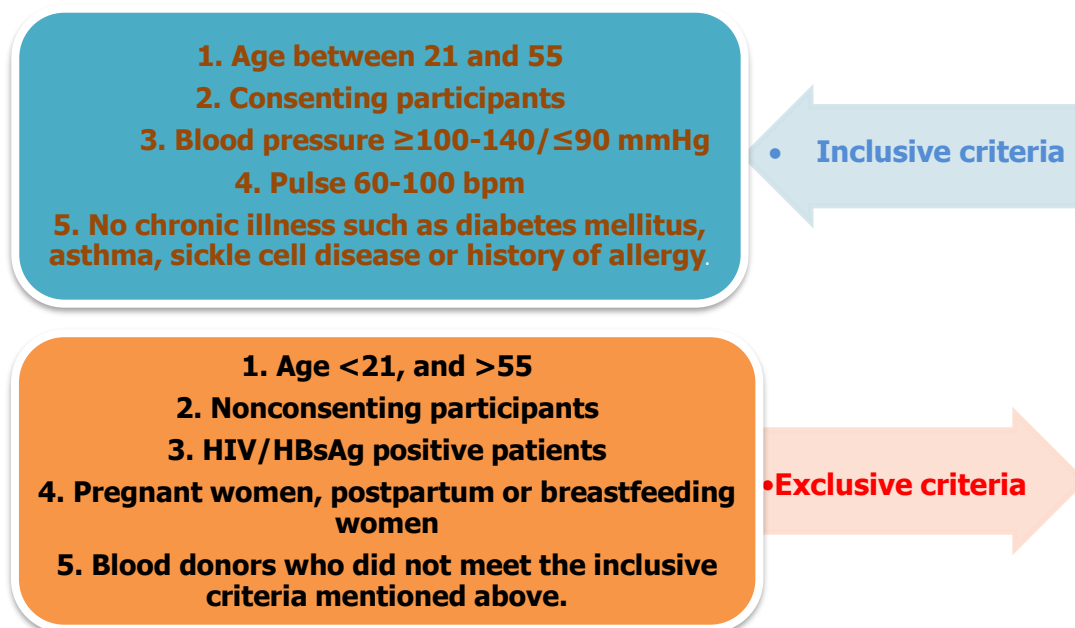 1. Age between 21 and 55
2. Consenting participants
3. Blood pressure ≥100-140/≤90 mmHg
4. Pulse 60-100 bpm
5. No chronic illness such as diabetes mellitus,
asthma, sickle cell disease or history of allergy.
• Inclusive criteria
1. Age <21, and >55
2. Nonconsenting participants
3. HIV/HBsAg positive patients
4. Pregnant women, postpartum or breastfeeding
women
5. Blood donors who did not meet the inclusive
criteria mentioned above.
•Exclusive criteria